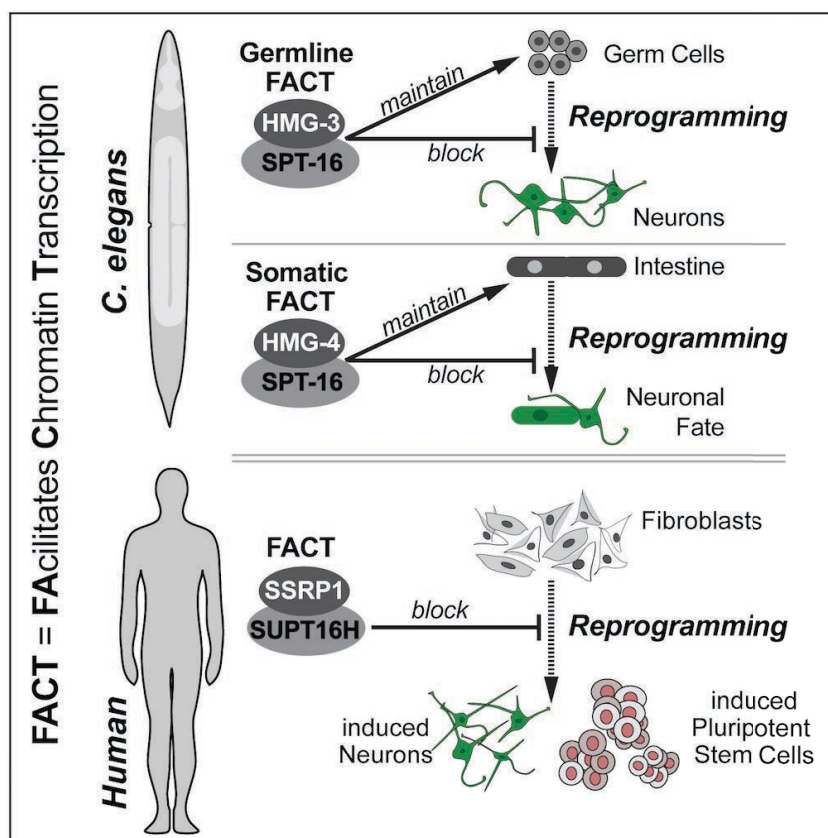 FACT = FAcilitates Chromatin Transcription
C. elegans
Germline
FACT
HMG-3
SPT-16
maintain
block
Germ Cells
Reprogramming
Neurons
Somatic
FACT
HMG-4
SPT-16
maintain
block
Intestine
Reprogramming
Neuronal
Fate
Human
FACT
SSRP1
SUPT16H
block
Fibroblasts
Reprogramming
induced
Neurons
induced
Pluripotent
Stem Cells